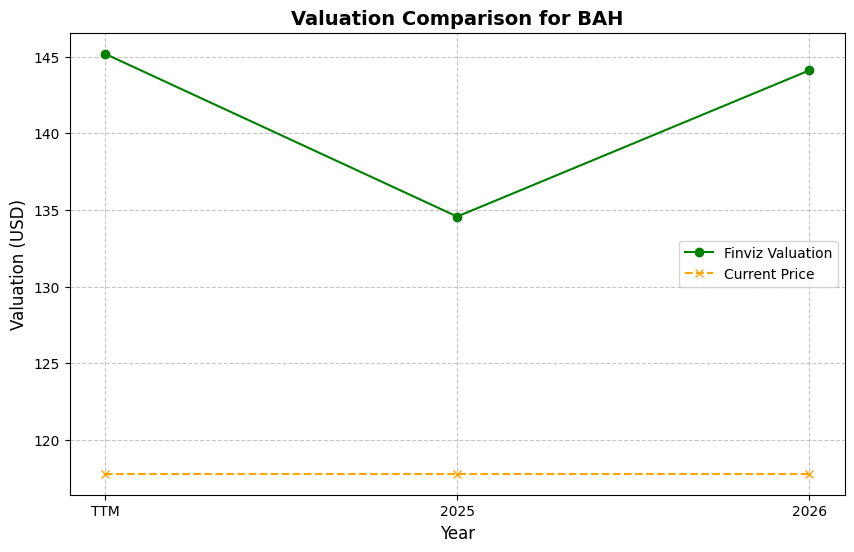 Valuation Comparison for BAH
Valuation (USD)
145
140
135
130
125
120
Finviz Valuation
Current Price
TTM
2025
2026
Year